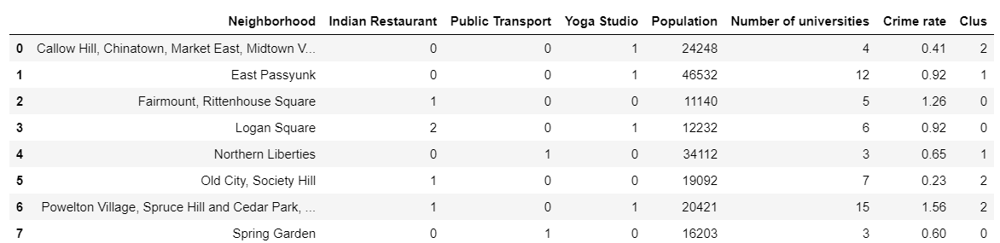 Neighborhood Indian Restaurant Public Transport Yoga Studio Population Number of universities Crime rate Clus
0 Callow Hill, Chinatown, Market East, Midtown V... 0 0 1 24248 4 0.41 2
1 East Passyunk 0 0 1 46532 12 0.92 1
2 Fairmount, Rittenhouse Square 1 0 0 11140 5 1.26 0
3 Logan Square 2 0 1 12232 6 0.92 0
4 Northern Liberties 0 1 0 34112 3 0.65 1
5 Old City, Society Hill 1 0 0 19092 7 0.23 2
6 Powelton Village, Spruce Hill and Cedar Park, ... 1 0 1 20421 15 1.56 2
7 Spring Garden 0 1 0 16203 3 0.60 0